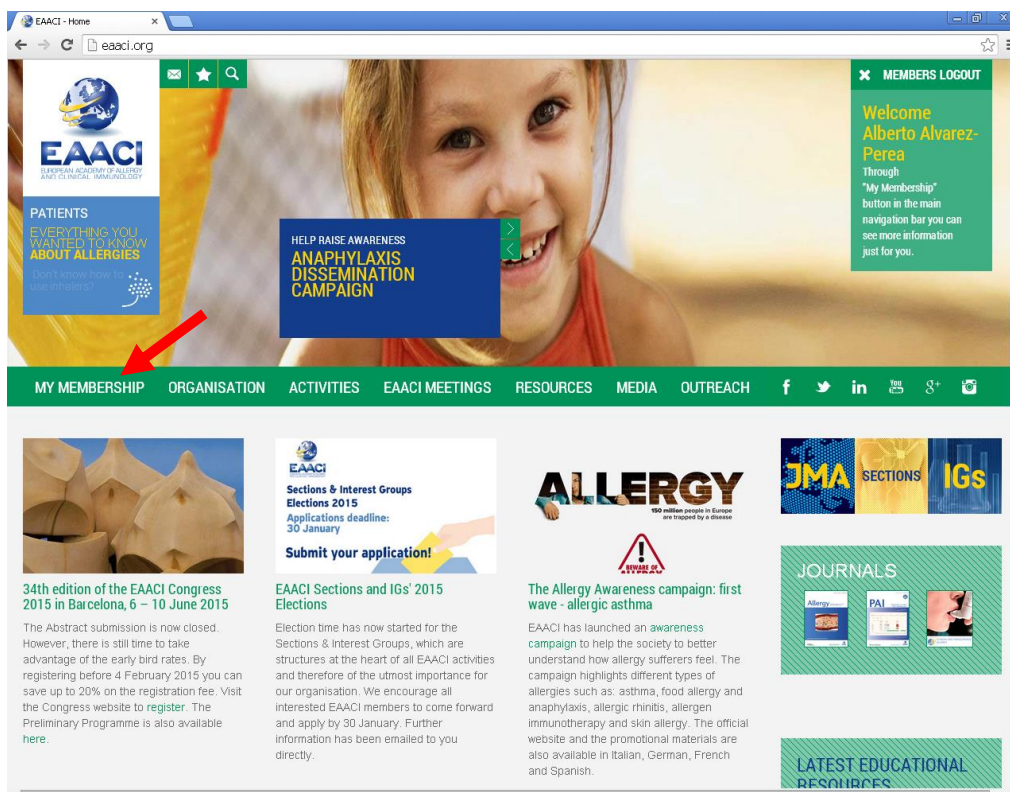 EAACI - Home
eaaci.org
EAACI
EUROPEAN ACADEMY OF ALLERGY
AND CLINICAL IMMUNOLOGY
PATIENTS
EVERYTHING YOU
WANTED TO KNOW
ABOUT ALLERGIES
Don't know how to
use inhalers?
HELP RAISE AWARENESS
ANAPHYLAXIS
DISSEMINATION
CAMPAIGN
MEMBERS LOGOUT
Welcome
Alberto Alvarez-
Perea
Through
"My Membership"
button in the main
navigation bar you can
see more information
just for you.
MY MEMBERSHIP ORGANISATION ACTIVITIES EAACI MEETINGS RESOURCES MEDIA OUTREACH f in You g+
34th edition of the EAACI Congress
2015 in Barcelona, 6 – 10 June 2015
The Abstract submission is now closed.
However, there is still time to take
advantage of the early bird rates. By
registering before 4 February 2015 you can
save up to 20% on the registration fee. Visit
the Congress website to register. The
Preliminary Programme is also available
here.
EAACI
Sections & Interest Groups
Elections 2015
Applications deadline:
30 January
Submit your application!
EAACI Sections and IGs' 2015
Elections
Election time has now started for the
Sections & Interest Groups, which are
structures at the heart of all EAACI activities
and therefore of the utmost importance for
our organisation. We encourage all
interested EAACI members to come forward
and apply by 30 January. Further
information has been emailed to you
directly.
ALLERGY
150 million people in Europe
are trapped by a disease
BEWARE OF
ALLERGY
The Allergy Awareness campaign: first
wave - allergic asthma
EAACI has launched an awareness
campaign to help the society to better
understand how allergy sufferers feel. The
campaign highlights different types of
allergies such as: asthma, food allergy and
anaphylaxis, allergic rhinitis, allergen
immunotherapy and skin allergy. The official
website and the promotional materials are
also available in Italian, German, French
and Spanish.
JMA SECTIONS IGs
JOURNALS
Allergy PAI
LATEST EDUCATIONAL
RESOURCES